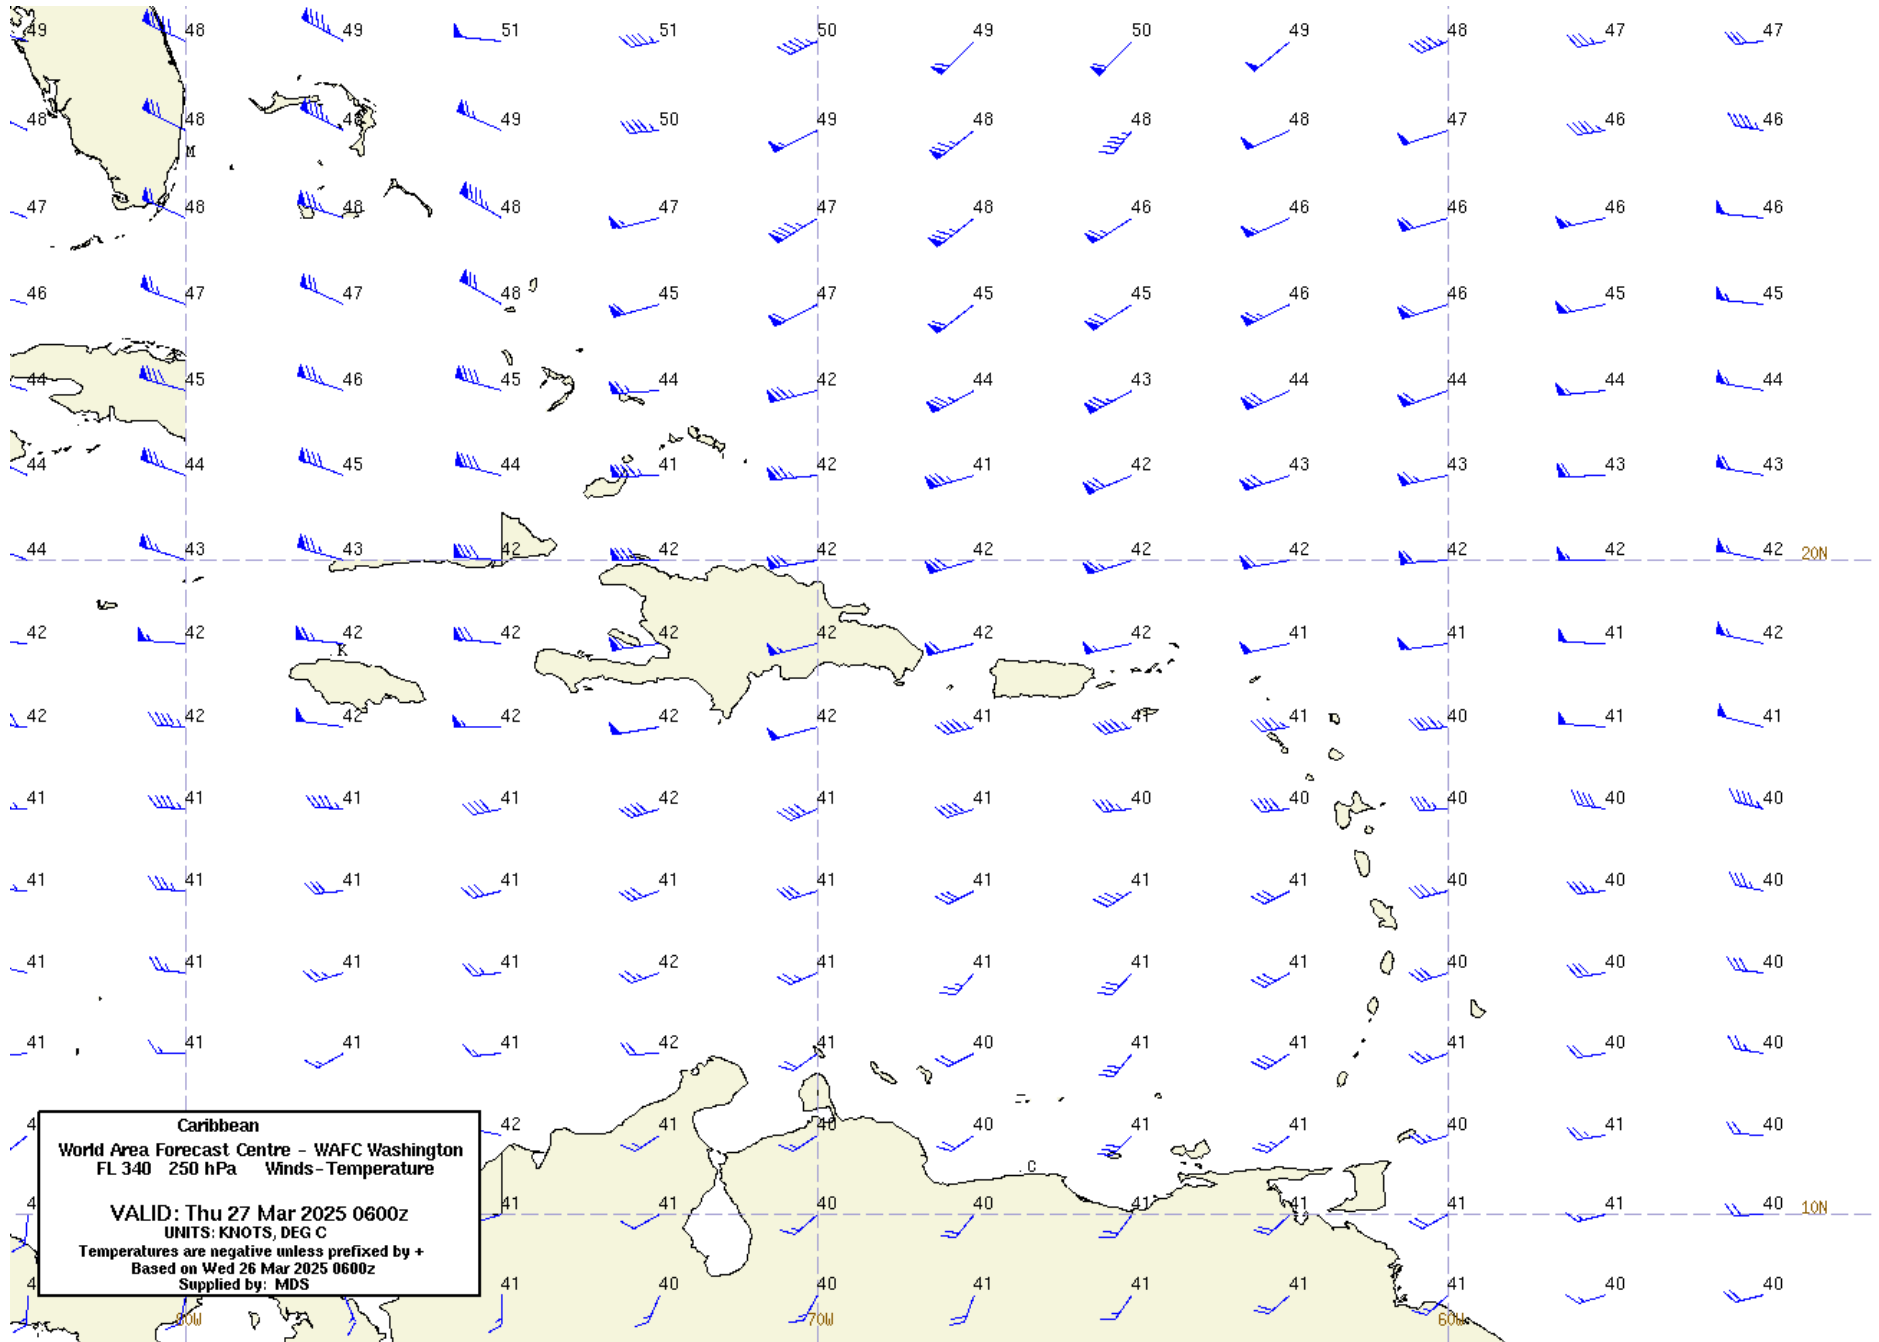 49 48 49 51 51 50 49 50 49 48 47 47
48 48 48 49 50 49 48 48 48 47 46 46
M
47 48 48 48 47 47 48 46 46 46 46 46
46 47 47 48 45 47 45 45 46 46 45 45
44 45 46 45 44 42 44 43 44 44 44 44
44 44 45 44 41 42 41 42 43 43 43 43
44 43 43 42 42 42 42 42 42 42 42 42 20N
42 42 42 42 42 42 42 42 41 41 41 42
K
42 42 42 42 42 42 41 41 41 40 41 41
41 41 41 41 42 41 41 40 40 40 40 40
41 41 41 41 41 41 41 41 41 40 40 40
41 41 41 41 42 41 41 41 41 40 40 40
41 41 41 41 42 41 40 41 41 41 40 40
4 42 41 40 40 41 41 40 41 40
C
4 41 41 40 40 41 41 41 41 40 10N
4 41 40 40 41 41 41 41 40 40
80W 70W 60W
Caribbean
World Area Forecast Centre - WAFC Washington
FL 340 250 hPa Winds-Temperature
VALID: Thu 27 Mar 2025 0600z
UNITS: KNOTS, DEG C
Temperatures are negative unless prefixed by +
Based on Wed 26 Mar 2025 0600z
Supplied by: MDS